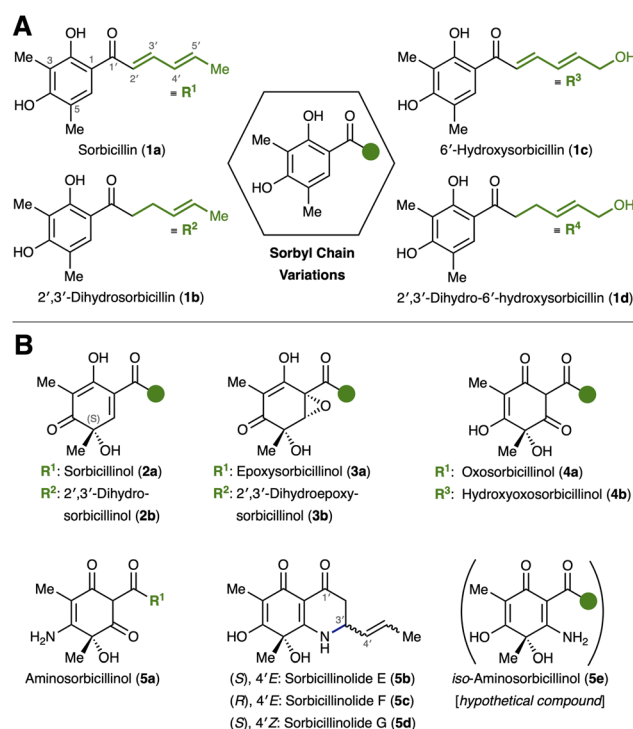 A
OH O
Me 3 1 1′ 2′ 3′ 4′ 5′ Me
HO 5 Me
≡ R¹
Sorbicillin (1a)
OH O
Me
HO Me
OH
≡ R³
6′-Hydroxysorbicillin (1c)
OH O
Me
HO
Me
Sorbyl Chain
Variations
OH O
Me
HO Me
Me
≡ R²
2′,3′-Dihydrosorbicillin (1b)
OH O
Me
HO Me
OH
≡ R⁴
2′,3′-Dihydro-6′-hydroxysorbicillin (1d)
B
OH O
Me
O (S)
Me OH
R¹: Sorbicillinol (2a)
R²: 2′,3′-Dihydro-
sorbicillinol (2b)
OH O
Me
O O
Me OH
R¹: Epoxysorbicillinol (3a)
R²: 2′,3′-Dihydroepoxy-
sorbicillinol (3b)
O O
Me
HO O
Me OH
R¹: Oxosorbicillinol (4a)
R³: Hydroxyoxosorbicillinol (4b)
O O
Me R¹
H₂N O
Me OH
Aminosorbicillinol (5a)
O O
Me 1′
HO 3′ Me
N
H 4′
Me OH
(S), 4′E: Sorbicillinolide E (5b)
(R), 4′E: Sorbicillinolide F (5c)
(S), 4′Z: Sorbicillinolide G (5d)
O O
Me
HO NH₂
Me OH
iso-Aminosorbicillinol (5e)
[hypothetical compound]